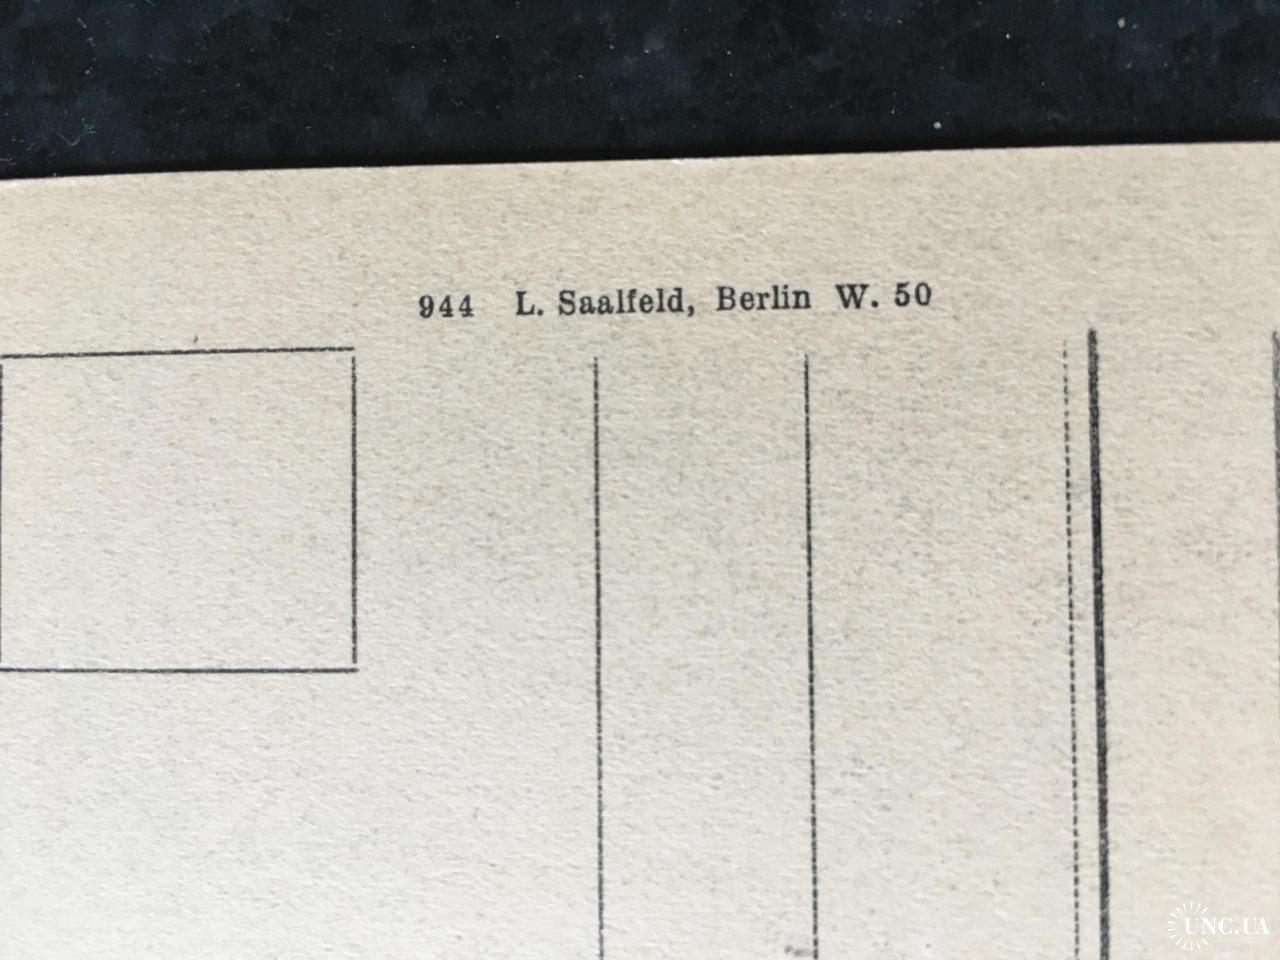 944 L. Saalfeld, Berlin W. 50
UNC.UA